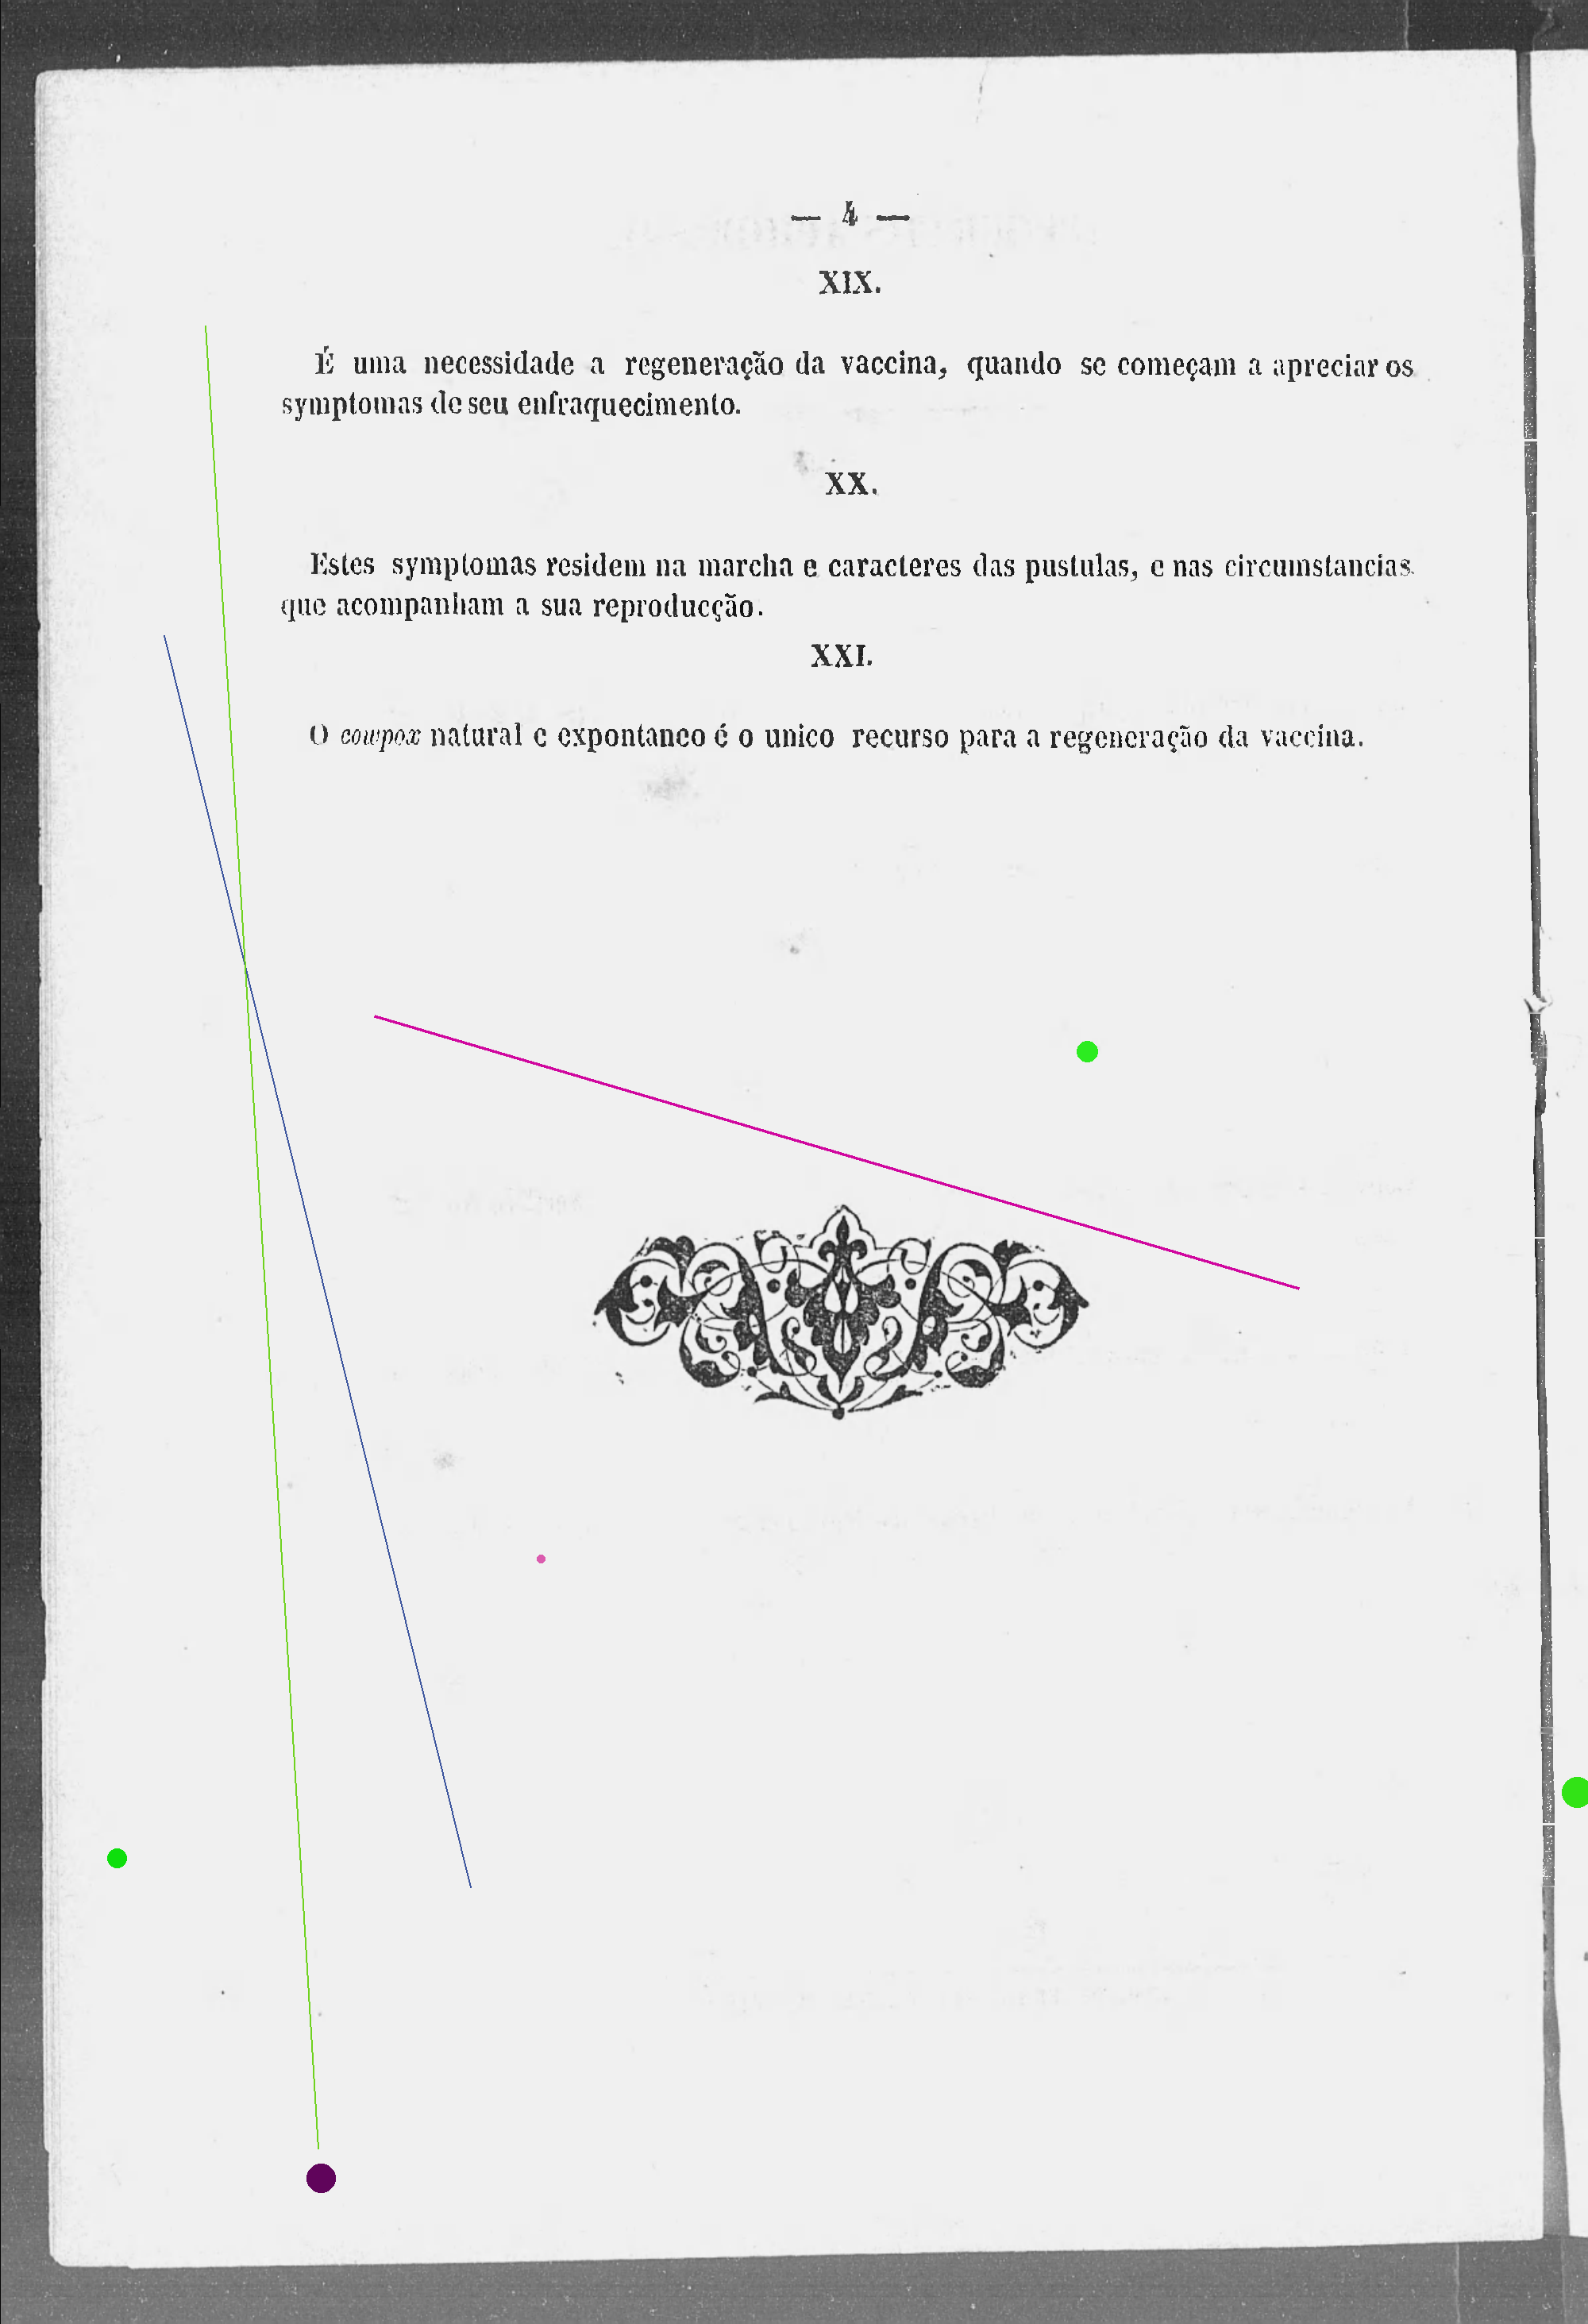 — 4 —
XIX.
É uma necessidade a regeneração da vaccina, quando se começam a apreciar os
symptomas de seu enfraquecimento.
XX.
Estes symptomas residem na marcha e caracteres das pustulas, e nas circumstancias
que acompanham a sua reproducção.
XXI.
O cowpox natural e expontaneo é o unico recurso para a regeneração da vaccina.